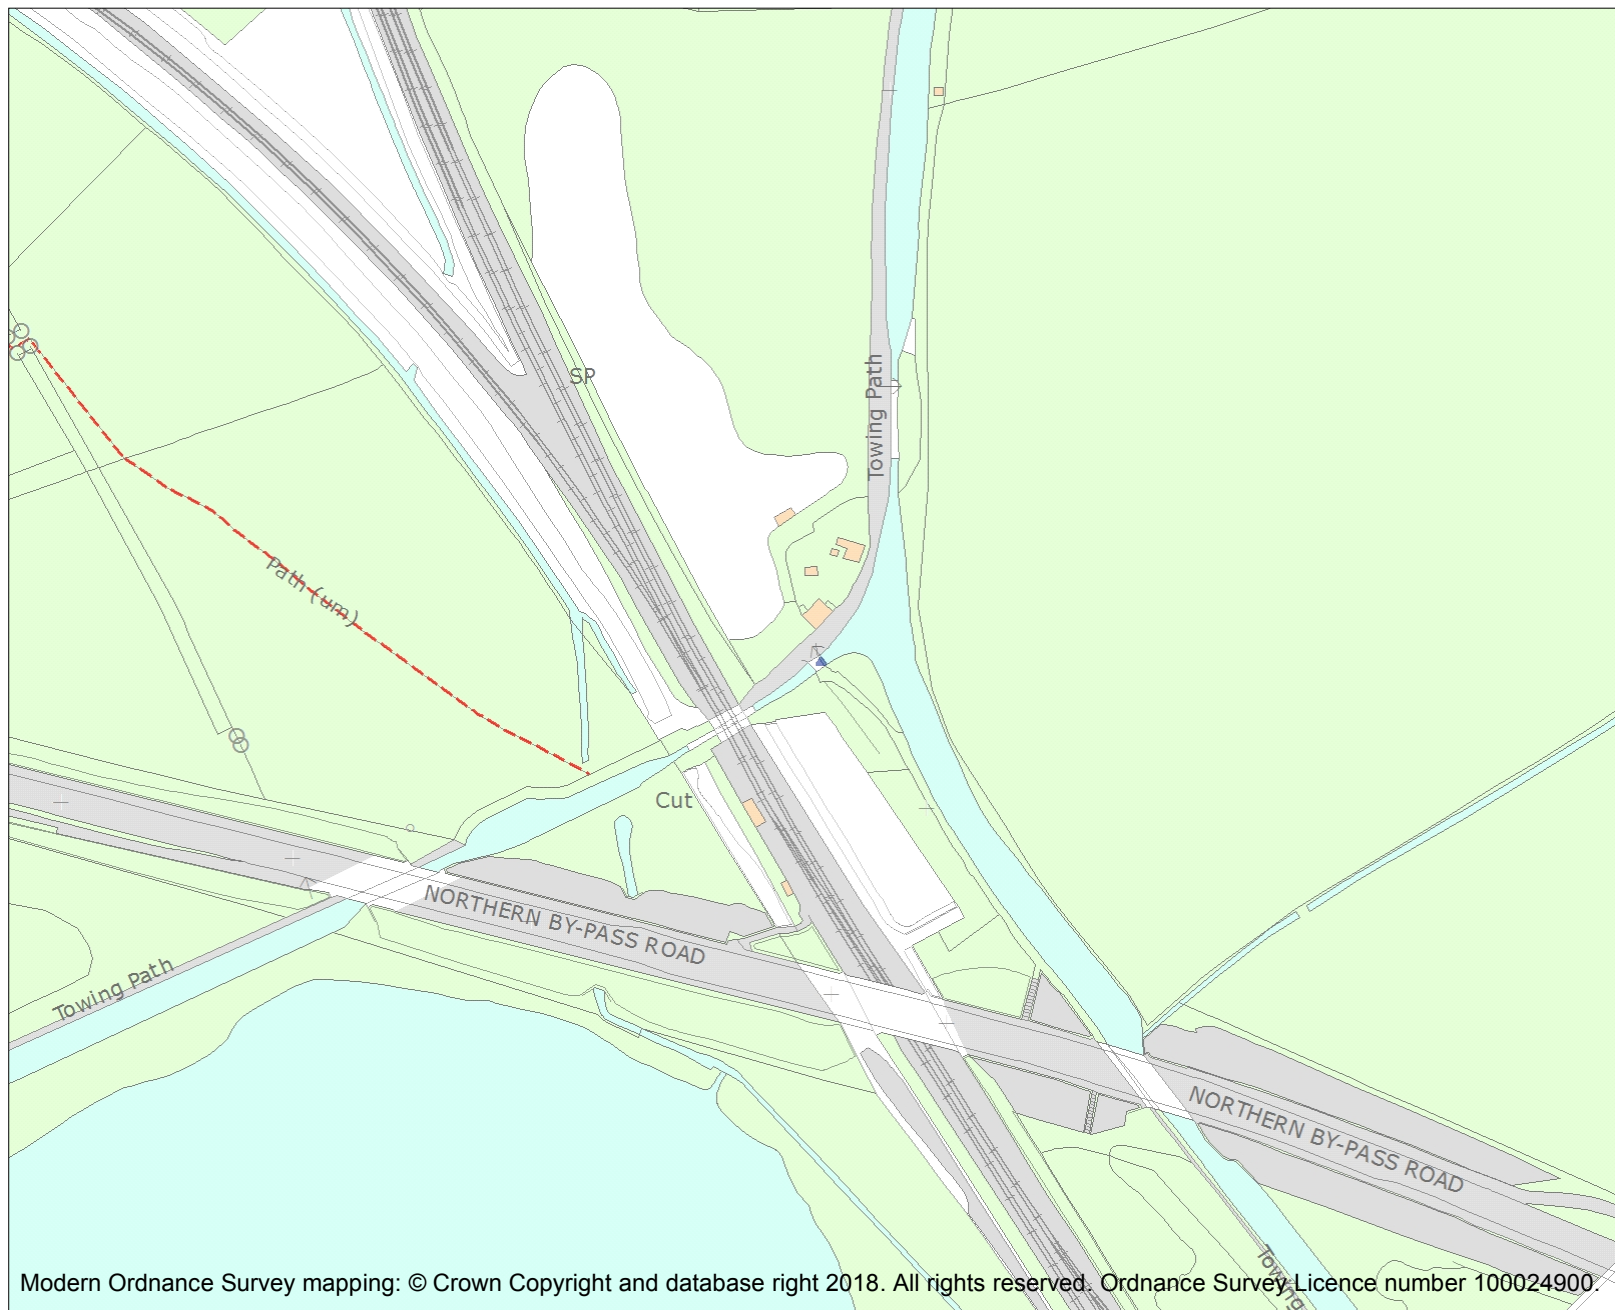 SP
Towing Path
Path (um)
Cut
NORTHERN BY-PASS ROAD
Towing Path
NORTHERN BY-PASS ROAD
Towing
Modern Ordnance Survey mapping: © Crown Copyright and database right 2018. All rights reserved. Ordnance Survey Licence number 100024900.